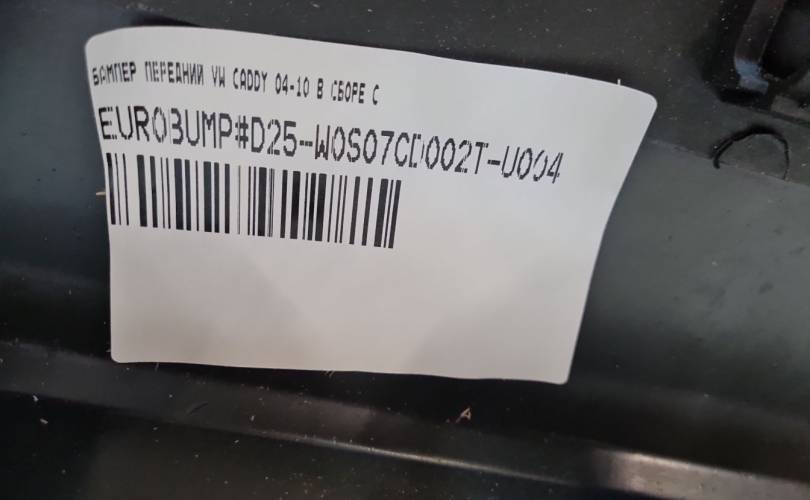 БАМПЕР ПЕРЕДНИЙ VW CADDY 04-10 В СБОРЕ С
EUROBUMP#D25-W0S07CD002T-U004